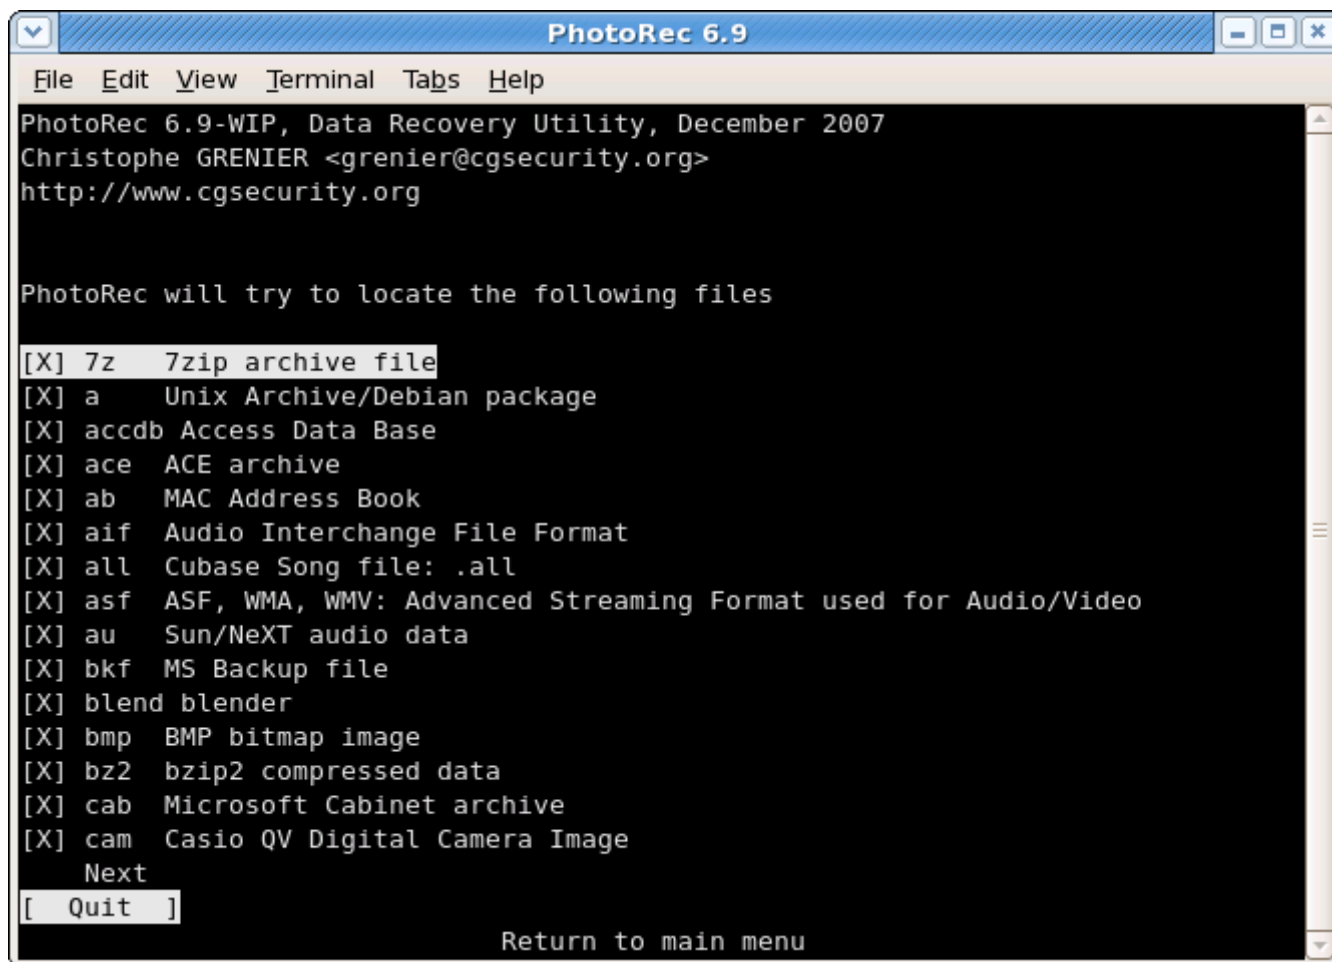 PhotoRec 6.9
File Edit View Terminal Tabs Help
PhotoRec 6.9-WIP, Data Recovery Utility, December 2007
Christophe GRENIER <grenier@cgsecurity.org>
http://www.cgsecurity.org
PhotoRec will try to locate the following files
[X] 7z   7zip archive file
[X] a    Unix Archive/Debian package
[X] accdb Access Data Base
[X] ace  ACE archive
[X] ab   MAC Address Book
[X] aif  Audio Interchange File Format
[X] all  Cubase Song file: .all
[X] asf  ASF, WMA, WMV: Advanced Streaming Format used for Audio/Video
[X] au   Sun/NeXT audio data
[X] bkf  MS Backup file
[X] blend blender
[X] bmp  BMP bitmap image
[X] bz2  bzip2 compressed data
[X] cab  Microsoft Cabinet archive
[X] cam  Casio QV Digital Camera Image
Next
[  Quit  ]
Return to main menu